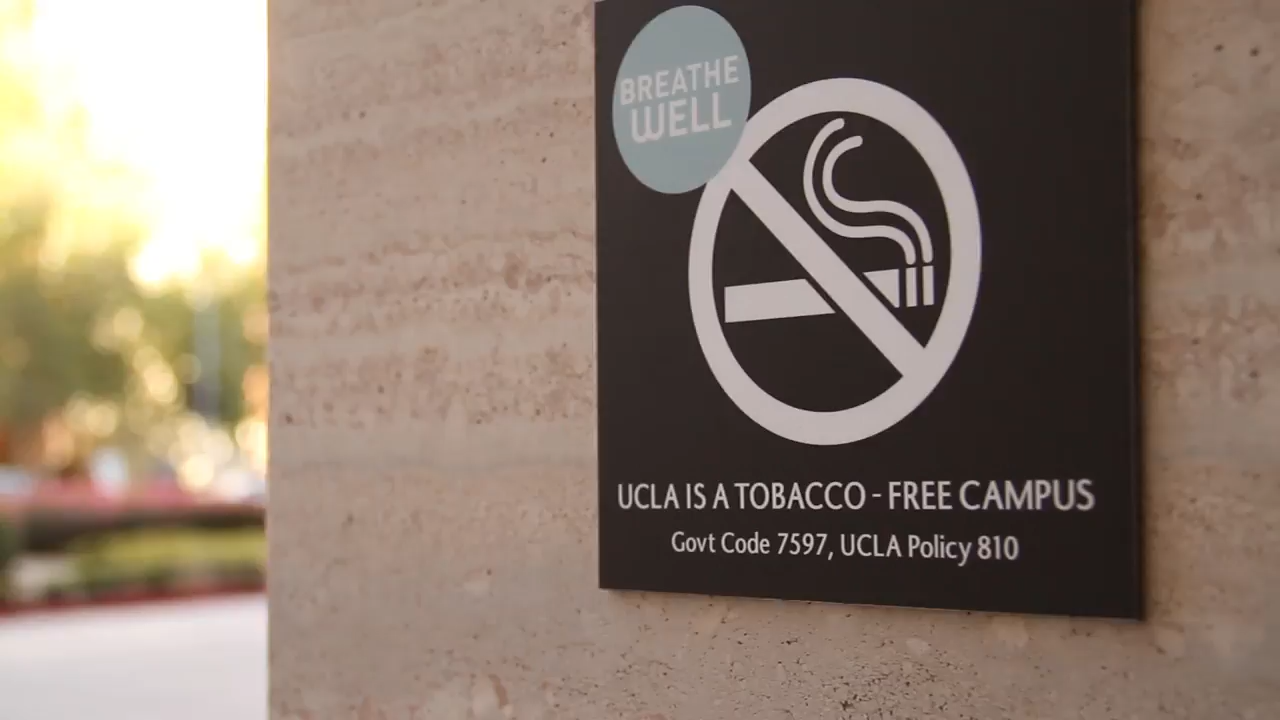 BREATHE
WELL
UCLA IS A TOBACCO - FREE CAMPUS
Govt Code 7597, UCLA Policy 810